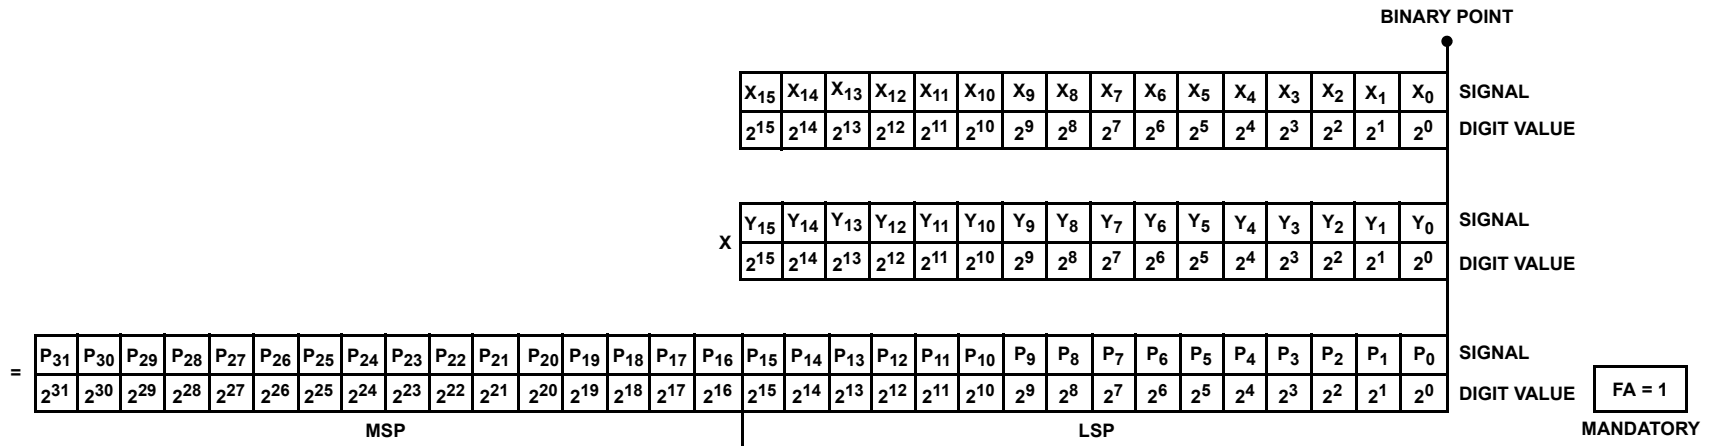 BINARY POINT
X15 X14 X13 X12 X11 X10 X9 X8 X7 X6 X5 X4 X3 X2 X1 X0 SIGNAL
2^15 2^14 2^13 2^12 2^11 2^10 2^9 2^8 2^7 2^6 2^5 2^4 2^3 2^2 2^1 2^0 DIGIT VALUE
X
Y15 Y14 Y13 Y12 Y11 Y10 Y9 Y8 Y7 Y6 Y5 Y4 Y3 Y2 Y1 Y0 SIGNAL
2^15 2^14 2^13 2^12 2^11 2^10 2^9 2^8 2^7 2^6 2^5 2^4 2^3 2^2 2^1 2^0 DIGIT VALUE
=
P31 P30 P29 P28 P27 P26 P25 P24 P23 P22 P21 P20 P19 P18 P17 P16 P15 P14 P13 P12 P11 P10 P9 P8 P7 P6 P5 P4 P3 P2 P1 P0 SIGNAL
2^31 2^30 2^29 2^28 2^27 2^26 2^25 2^24 2^23 2^22 2^21 2^20 2^19 2^18 2^17 2^16 2^15 2^14 2^13 2^12 2^11 2^10 2^9 2^8 2^7 2^6 2^5 2^4 2^3 2^2 2^1 2^0 DIGIT VALUE
FA = 1
MSP LSP MANDATORY